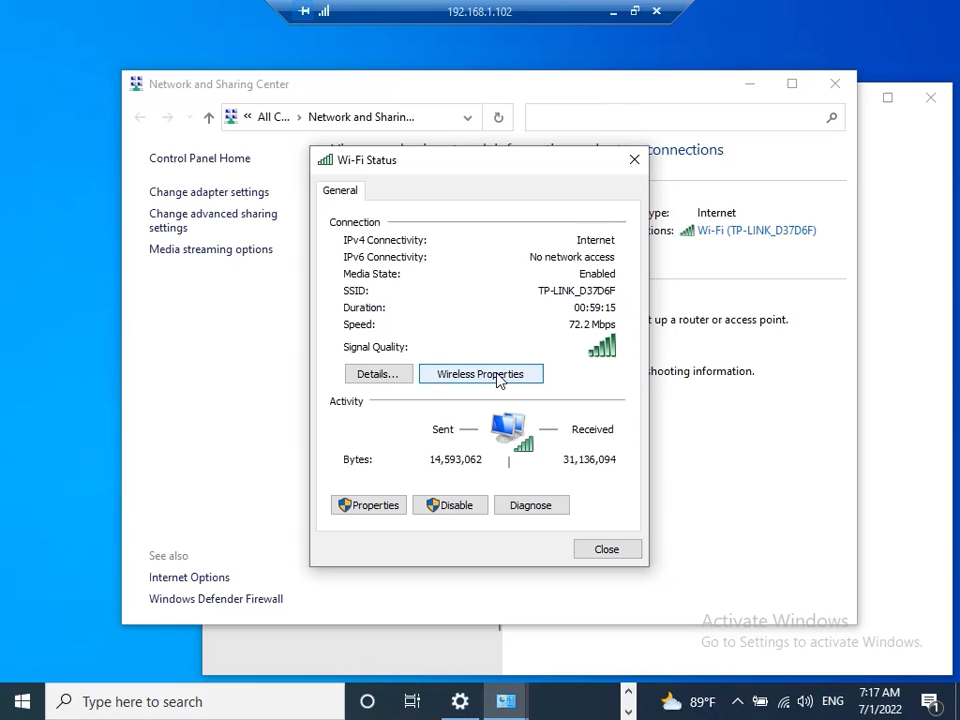 192.168.1.102
Network and Sharing Center
« All C... › Network and Sharin...
Control Panel Home
Change adapter settings
Change advanced sharing
settings
Media streaming options
See also
Internet Options
Windows Defender Firewall
connections
ype: Internet
ions: Wi-Fi (TP-LINK_D37D6F)
t up a router or access point.
shooting information.
Wi-Fi Status
General
Connection
IPv4 Connectivity: Internet
IPv6 Connectivity: No network access
Media State: Enabled
SSID: TP-LINK_D37D6F
Duration: 00:59:15
Speed: 72.2 Mbps
Signal Quality:
Details... Wireless Properties
Activity
Sent Received
Bytes: 14,593,062 31,136,094
Properties Disable Diagnose
Close
Activate Windows
Go to Settings to activate Windows.
Type here to search
89°F ENG 7:17 AM
7/1/2022
1